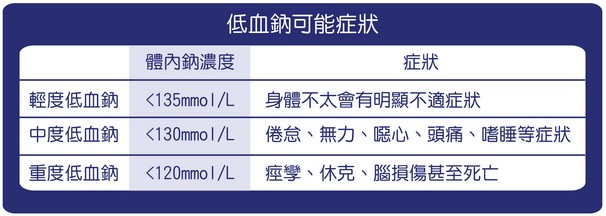 低血鈉可能症狀
體內鈉濃度 症狀
輕度低血鈉 <135mmol/L 身體不太會有明顯不適症狀
中度低血鈉 <130mmol/L 倦怠、無力、噁心、頭痛、嗜睡等症狀
重度低血鈉 <120mmol/L 痙攣、休克、腦損傷甚至死亡